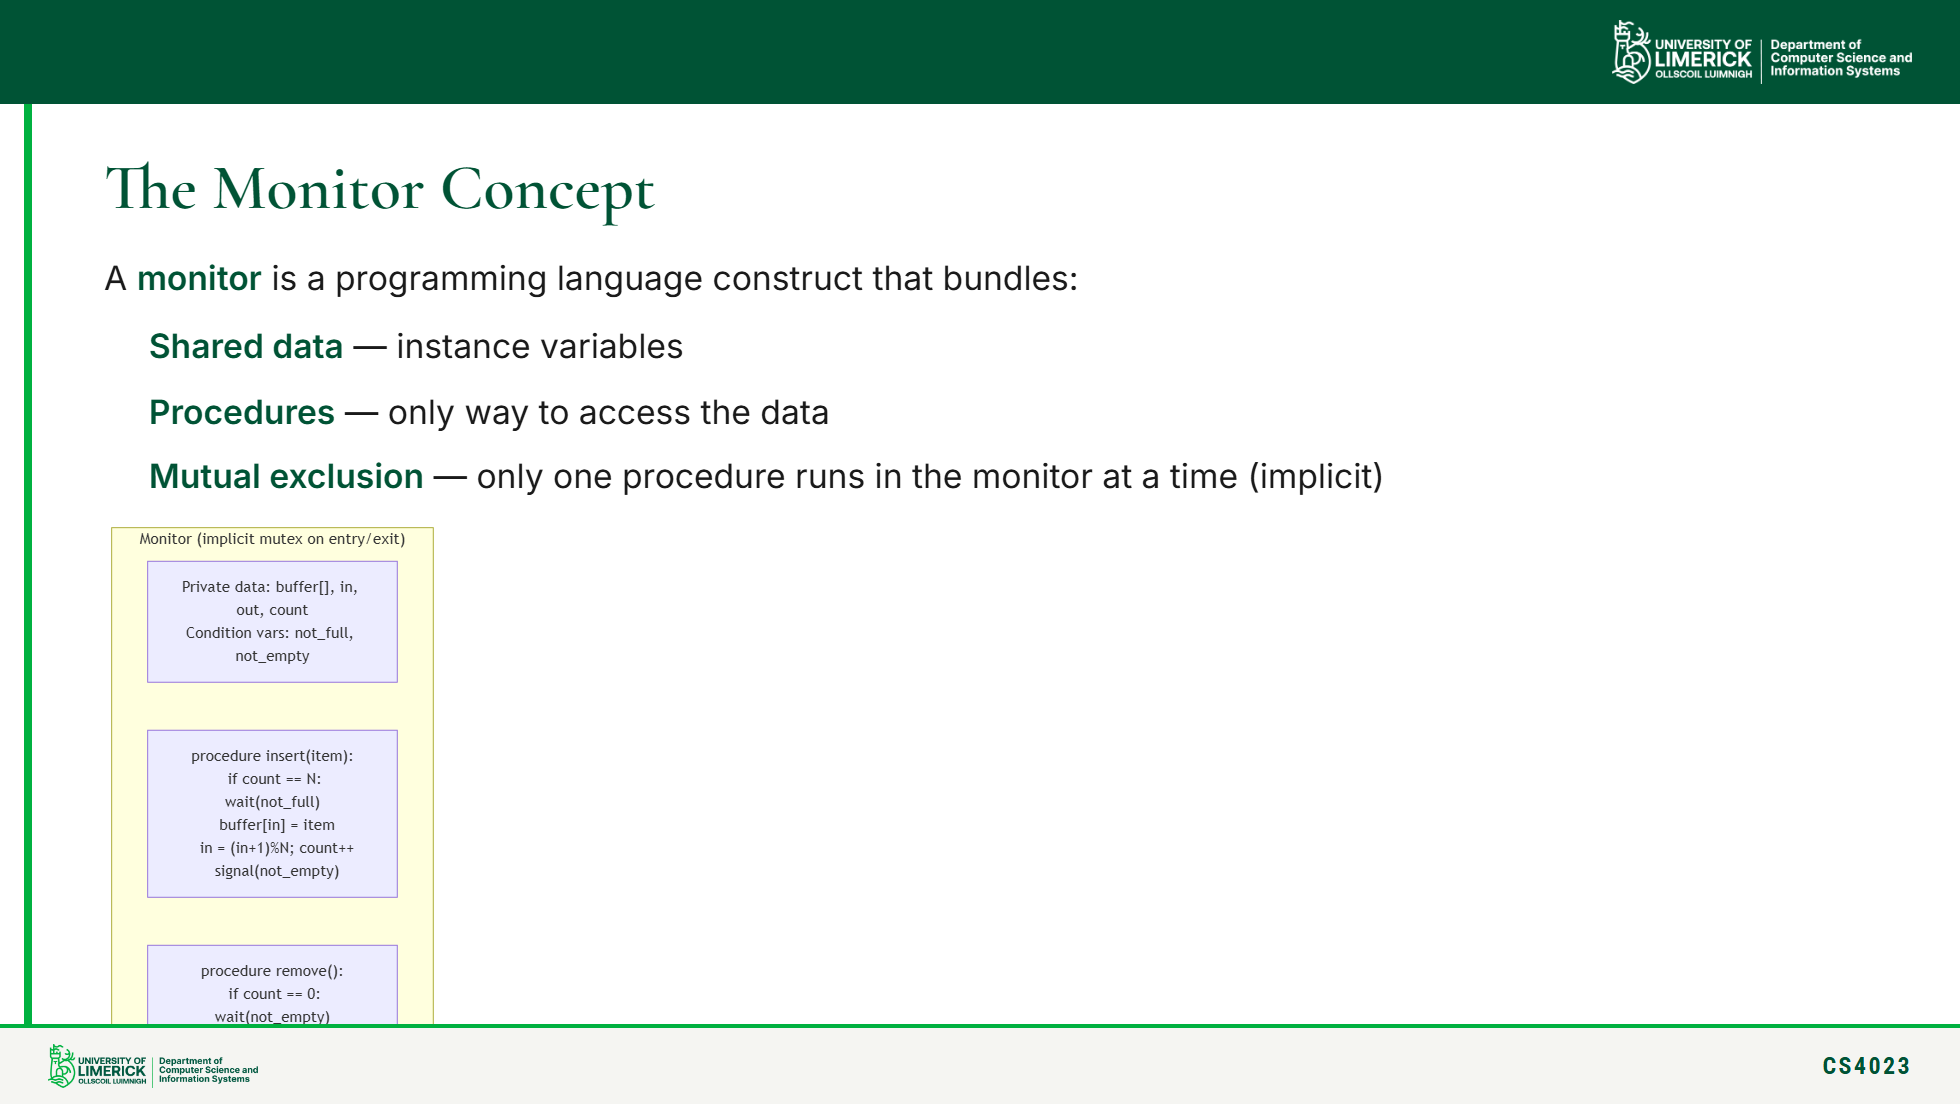 UNIVERSITY OF
LIMERICK
OLLSCOIL LUIMNIGH
Department of
Computer Science and
Information Systems
The Monitor Concept
A monitor is a programming language construct that bundles:
Shared data — instance variables
Procedures — only way to access the data
Mutual exclusion — only one procedure runs in the monitor at a time (implicit)
Monitor (implicit mutex on entry/exit)
Private data: buffer[], in,
out, count
Condition vars: not_full,
not_empty
procedure insert(item):
if count == N:
wait(not_full)
buffer[in] = item
in = (in+1)%N; count++
signal(not_empty)
procedure remove():
if count == 0:
wait(not_empty)
UNIVERSITY OF
LIMERICK
OLLSCOIL LUIMNIGH
Department of
Computer Science and
Information Systems
CS4023